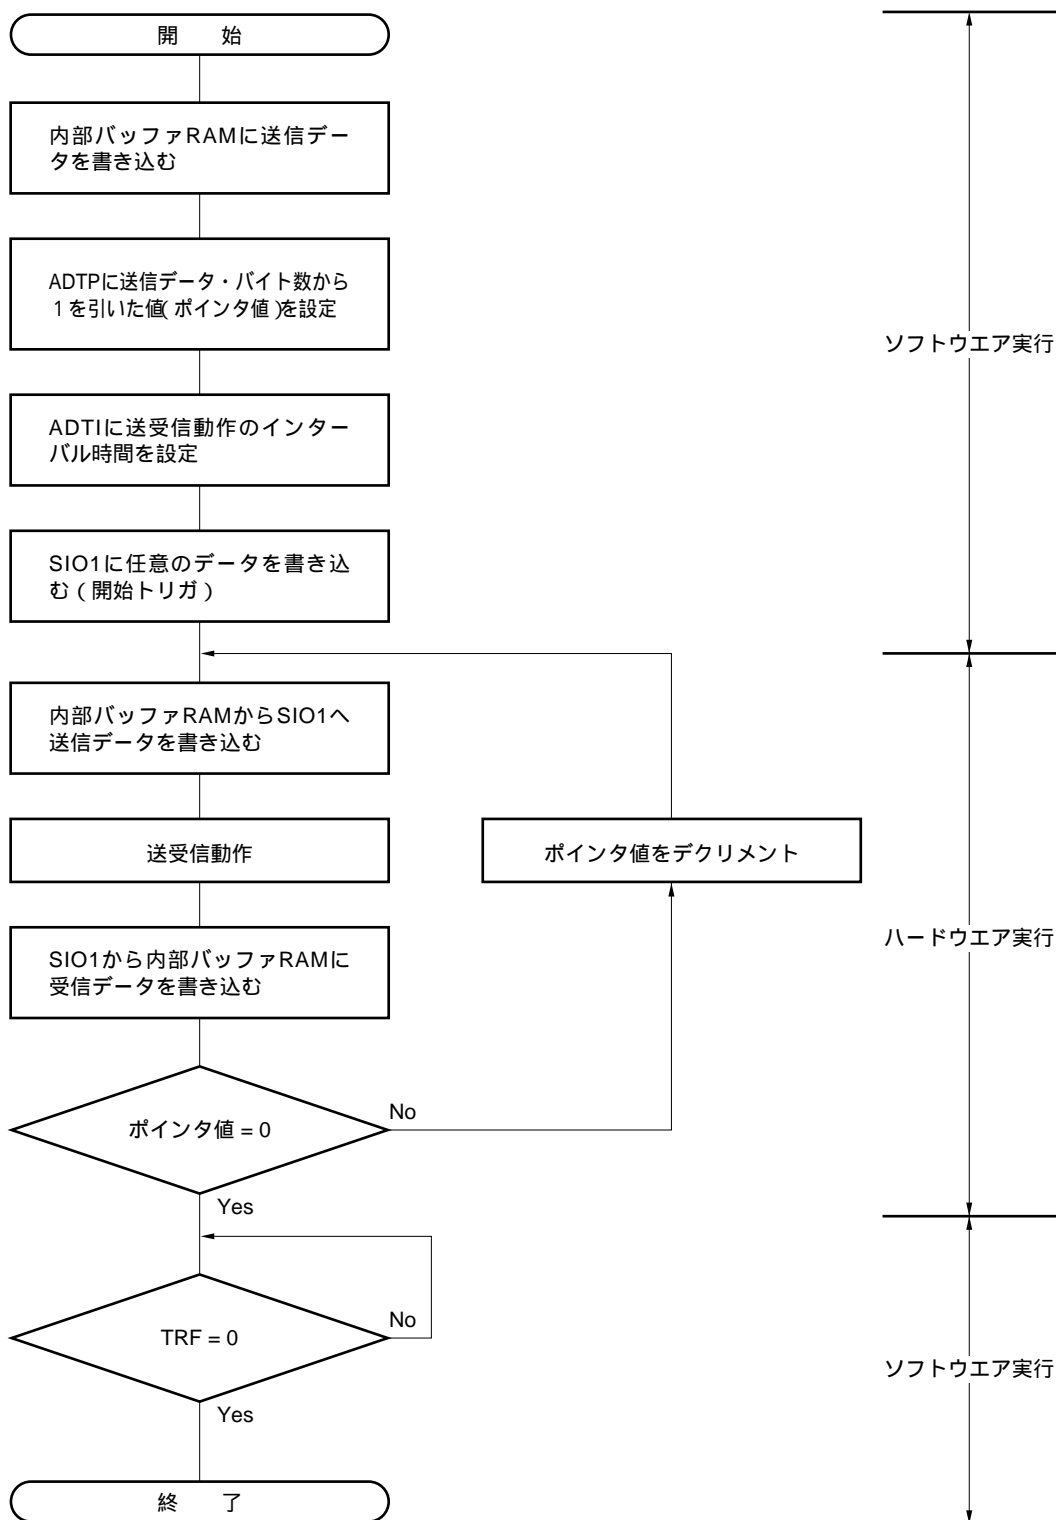 開　始
内部バッファRAMに送信デー
タを書き込む
ADTPに送信データ・バイト数から
1を引いた値(ポインタ値)を設定
ADTIに送受信動作のインター
バル時間を設定
ソフトウエア実行
SIO1に任意のデータを書き込
む(開始トリガ)
内部バッファRAMからSIO1へ
送信データを書き込む
送受信動作
ポインタ値をデクリメント
SIO1から内部バッファRAMに
受信データを書き込む
ハードウエア実行
ポインタ値 = 0
No
Yes
TRF = 0
No
Yes
ソフトウエア実行
終　了